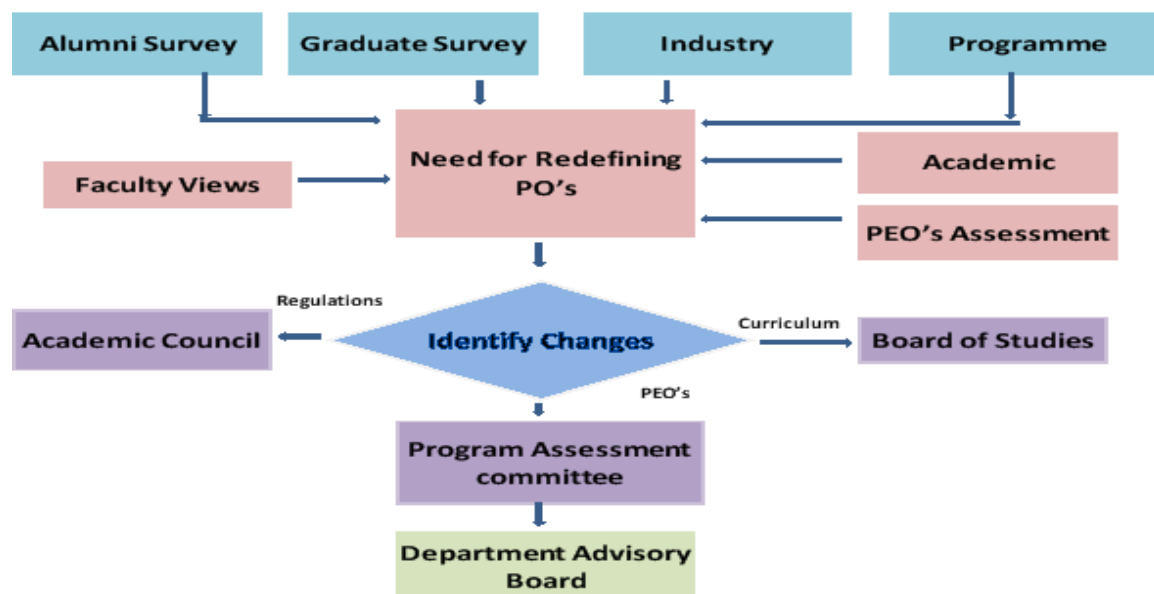 Alumni Survey
Graduate Survey
Industry
Programme
Need for Redefining
PO's
Academic
Faculty Views
PEO's Assessment
Regulations
Academic Council
Identify Changes
Curriculum
Board of Studies
PEO's
Program Assessment
committee
Department Advisory
Board